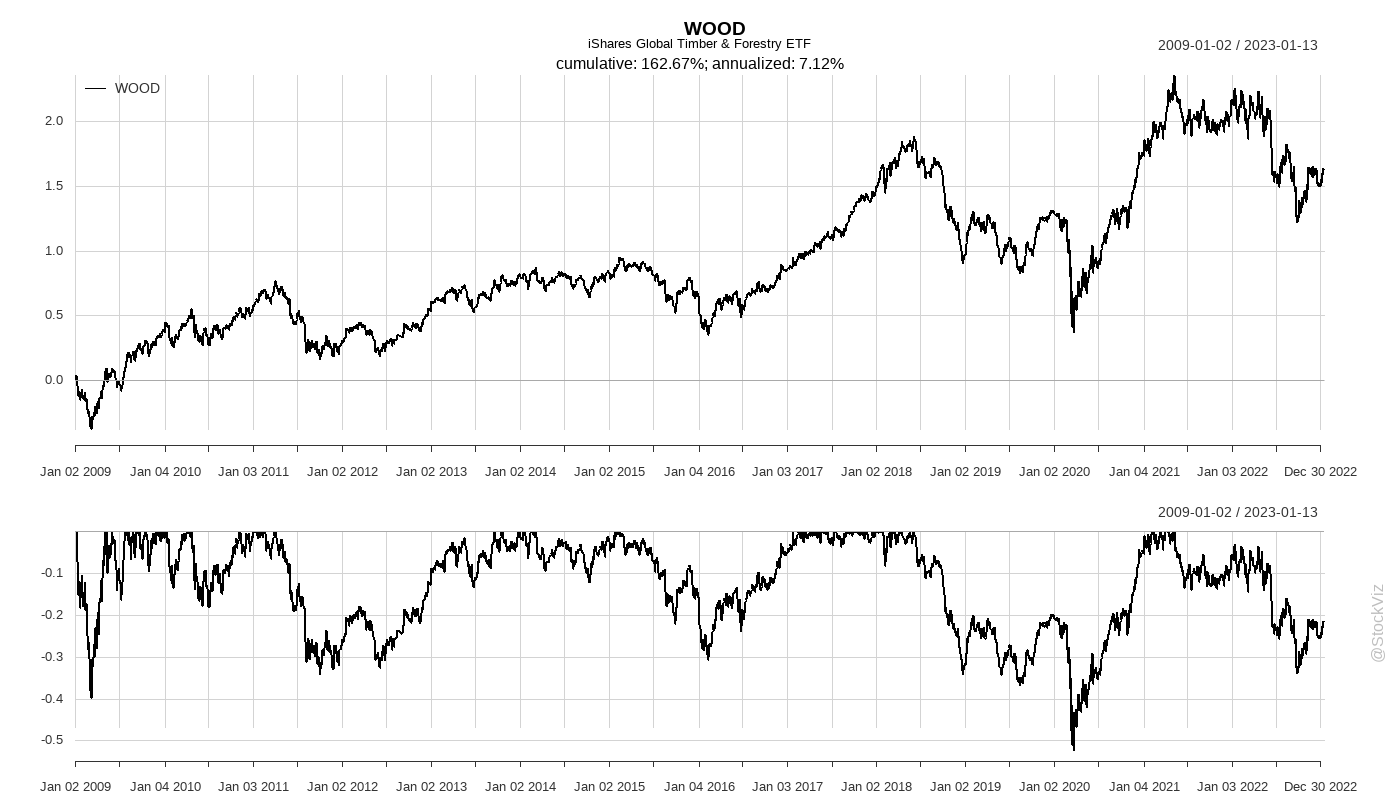 WOOD
iShares Global Timber & Forestry ETF
cumulative: 162.67%; annualized: 7.12%
2009-01-02 / 2023-01-13
WOOD
2.0
1.5
1.0
0.5
0.0
Jan 02 2009 Jan 04 2010 Jan 03 2011 Jan 02 2012 Jan 02 2013 Jan 02 2014 Jan 02 2015 Jan 04 2016 Jan 03 2017 Jan 02 2018 Jan 02 2019 Jan 02 2020 Jan 04 2021 Jan 03 2022 Dec 30 2022
2009-01-02 / 2023-01-13
-0.1
-0.2
-0.3
-0.4
-0.5
@StockViz
Jan 02 2009 Jan 04 2010 Jan 03 2011 Jan 02 2012 Jan 02 2013 Jan 02 2014 Jan 02 2015 Jan 04 2016 Jan 03 2017 Jan 02 2018 Jan 02 2019 Jan 02 2020 Jan 04 2021 Jan 03 2022 Dec 30 2022